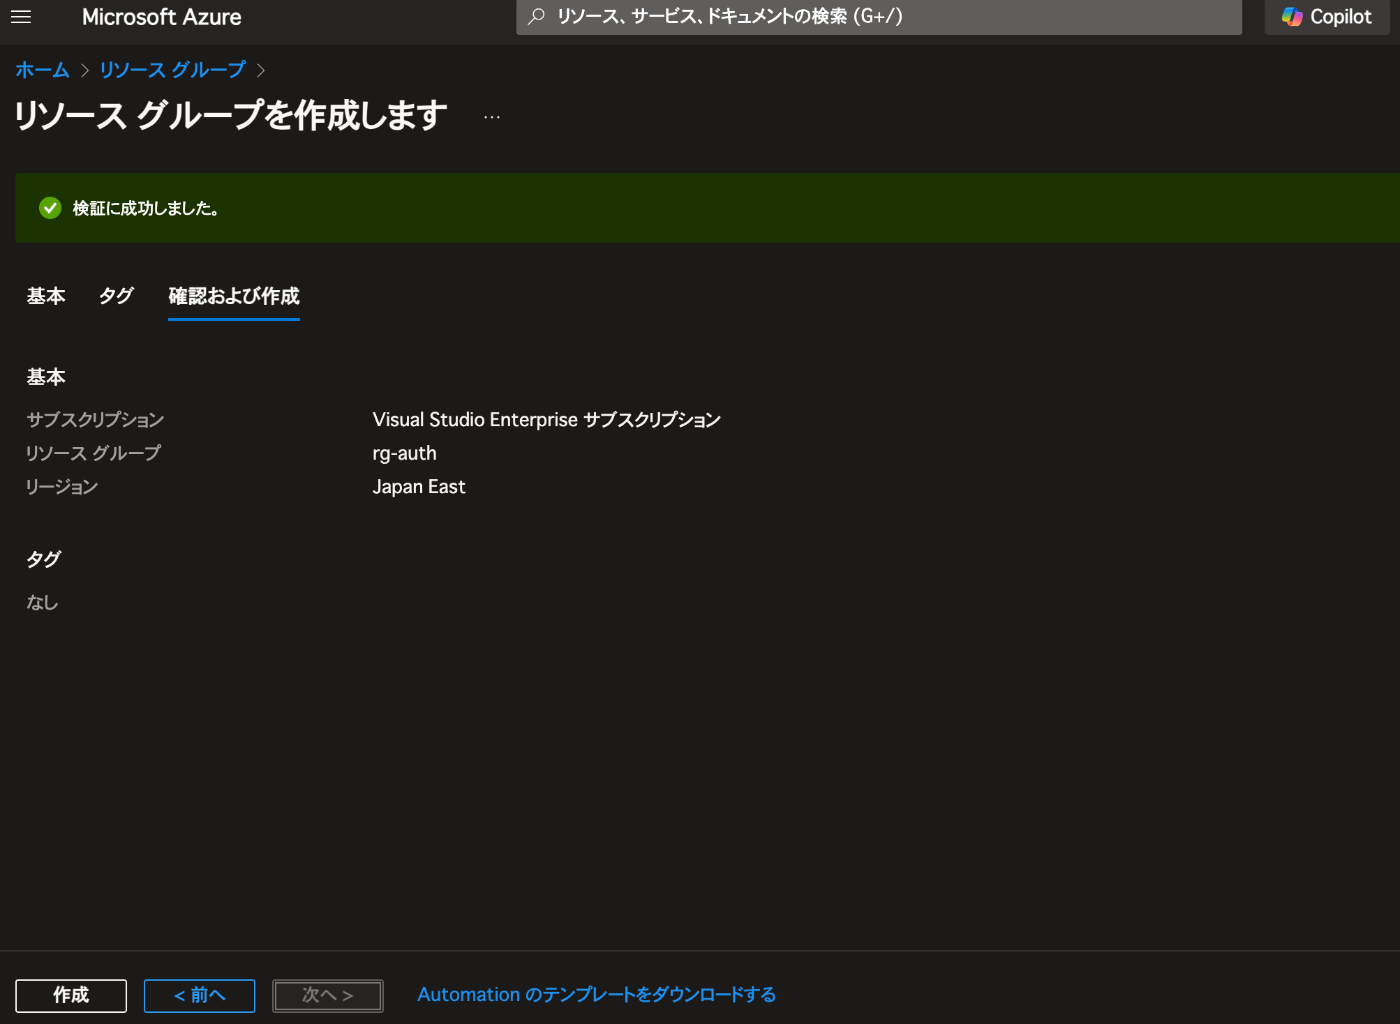 Microsoft Azure
リソース、サービス、ドキュメントの検索 (G+/)
Copilot
ホーム > リソース グループ >
リソース グループを作成します ...
検証に成功しました。
基本 タグ 確認および作成
基本
サブスクリプション Visual Studio Enterprise サブスクリプション
リソース グループ rg-auth
リージョン Japan East
タグ
なし
作成 < 前へ 次へ > Automation のテンプレートをダウンロードする